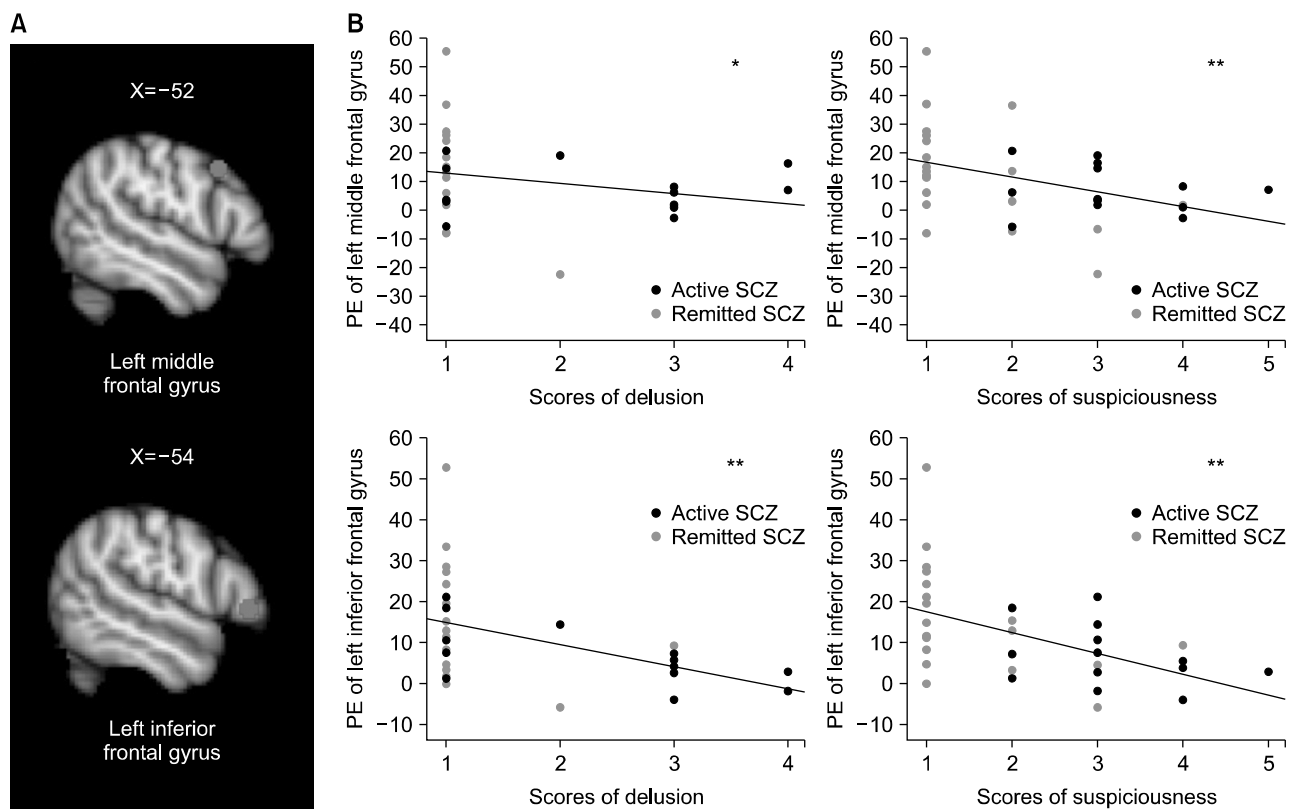 A
X=−52
Left middle
frontal gyrus
X=−54
Left inferior
frontal gyrus
B
PE of left middle frontal gyrus
60
50
40
30
20
10
0
−10
−20
−30
−40
*
Active SCZ
Remitted SCZ
1 2 3 4
Scores of delusion
PE of left middle frontal gyrus
60
50
40
30
20
10
0
−10
−20
−30
−40
**
Active SCZ
Remitted SCZ
1 2 3 4 5
Scores of suspiciousness
PE of left inferior frontal gyrus
60
50
40
30
20
10
0
−10
**
Active SCZ
Remitted SCZ
1 2 3 4
Scores of delusion
PE of left inferior frontal gyrus
60
50
40
30
20
10
0
−10
**
Active SCZ
Remitted SCZ
1 2 3 4 5
Scores of suspiciousness